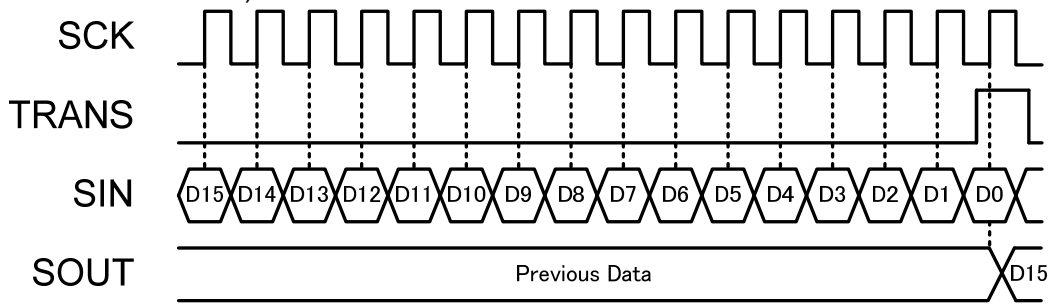 SCK
TRANS
SIN D15 D14 D13 D12 D11 D10 D9 D8 D7 D6 D5 D4 D3 D2 D1 D0
SOUT Previous Data D15